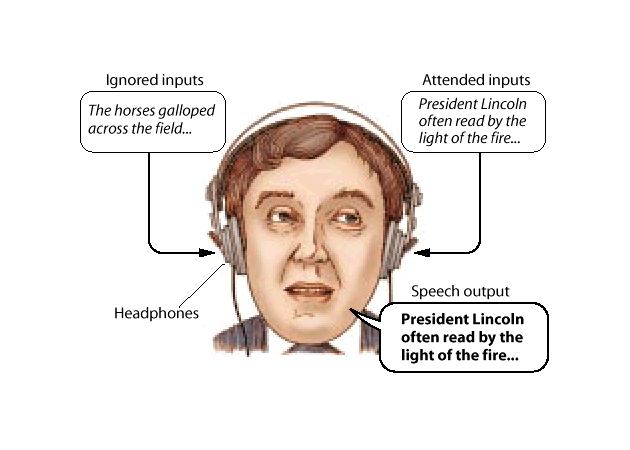 Ignored inputs
The horses galloped
across the field...
Attended inputs
President Lincoln
often read by the
light of the fire...
Headphones
Speech output
President Lincoln
often read by the
light of the fire...